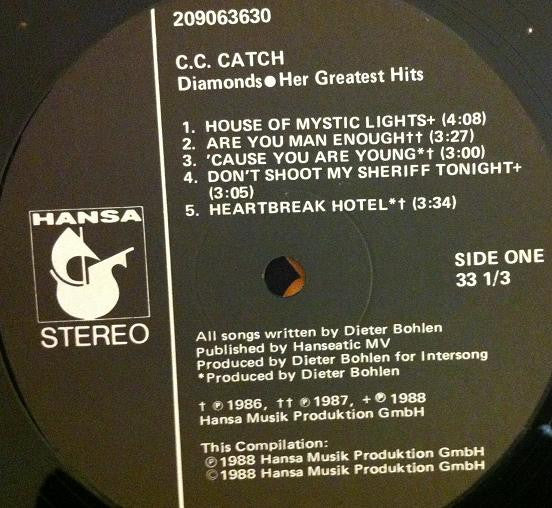 209063630
C.C. CATCH
Diamonds●Her Greatest Hits
1. HOUSE OF MYSTIC LIGHTS+ (4:08)
2. ARE YOU MAN ENOUGH†† (3:27)
3. 'CAUSE YOU ARE YOUNG*† (3:00)
4. DON'T SHOOT MY SHERIFF TONIGHT+
(3:05)
5. HEARTBREAK HOTEL*† (3:34)
HANSA
STEREO
SIDE ONE
33 1/3
All songs written by Dieter Bohlen
Published by Hanseatic MV
Produced by Dieter Bohlen for Intersong
*Produced by Dieter Bohlen
† ℗ 1986, †† ℗ 1987, + ℗ 1988
Hansa Musik Produktion GmbH
This Compilation:
℗ 1988 Hansa Musik Produktion GmbH
© 1988 Hansa Musik Produktion GmbH